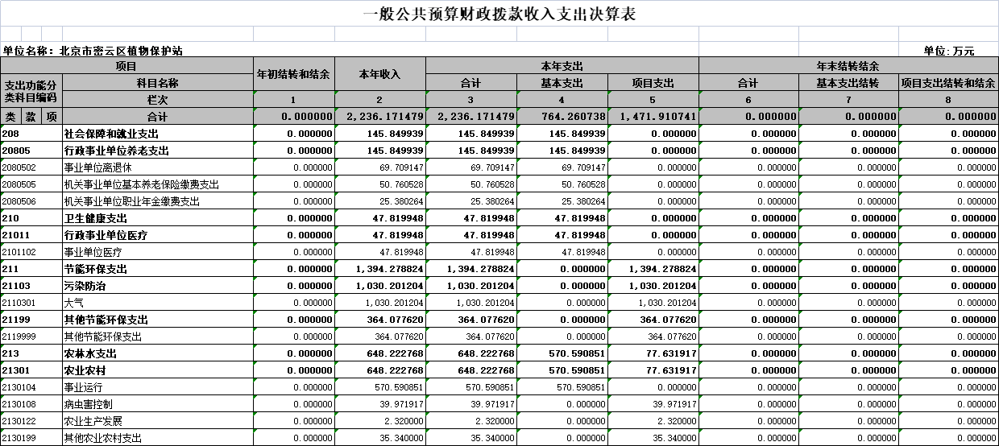 一般公共预算财政拨款收入支出决算表
单位名称：北京市密云区植物保护站 单位:万元
项目 年初结转和结余 本年收入 本年支出 年末结转结余
支出功能分类科目编码 科目名称 合计 基本支出 项目支出 合计 基本支出结转 项目支出结转和结余
栏次 1 2 3 4 5 6 7 8
类 款 项 合计 0.000000 2,236.171479 2,236.171479 764.260738 1,471.910741 0.000000 0.000000 0.000000
208 社会保障和就业支出 0.000000 145.849939 145.849939 145.849939 0.000000 0.000000 0.000000 0.000000
20805 行政事业单位养老支出 0.000000 145.849939 145.849939 145.849939 0.000000 0.000000 0.000000 0.000000
2080502 事业单位离退休 0.000000 69.709147 69.709147 69.709147 0.000000 0.000000 0.000000 0.000000
2080505 机关事业单位基本养老保险缴费支出 0.000000 50.760528 50.760528 50.760528 0.000000 0.000000 0.000000 0.000000
2080506 机关事业单位职业年金缴费支出 0.000000 25.380264 25.380264 25.380264 0.000000 0.000000 0.000000 0.000000
210 卫生健康支出 0.000000 47.819948 47.819948 47.819948 0.000000 0.000000 0.000000 0.000000
21011 行政事业单位医疗 0.000000 47.819948 47.819948 47.819948 0.000000 0.000000 0.000000 0.000000
2101102 事业单位医疗 0.000000 47.819948 47.819948 47.819948 0.000000 0.000000 0.000000 0.000000
211 节能环保支出 0.000000 1,394.278824 1,394.278824 0.000000 1,394.278824 0.000000 0.000000 0.000000
21103 污染防治 0.000000 1,030.201204 1,030.201204 0.000000 1,030.201204 0.000000 0.000000 0.000000
2110301 大气 0.000000 1,030.201204 1,030.201204 0.000000 1,030.201204 0.000000 0.000000 0.000000
21199 其他节能环保支出 0.000000 364.077620 364.077620 0.000000 364.077620 0.000000 0.000000 0.000000
2119999 其他节能环保支出 0.000000 364.077620 364.077620 0.000000 364.077620 0.000000 0.000000 0.000000
213 农林水支出 0.000000 648.222768 648.222768 570.590851 77.631917 0.000000 0.000000 0.000000
21301 农业农村 0.000000 648.222768 648.222768 570.590851 77.631917 0.000000 0.000000 0.000000
2130104 事业运行 0.000000 570.590851 570.590851 570.590851 0.000000 0.000000 0.000000 0.000000
2130108 病虫害控制 0.000000 39.971917 39.971917 0.000000 39.971917 0.000000 0.000000 0.000000
2130122 农业生产发展 0.000000 2.320000 2.320000 0.000000 2.320000 0.000000 0.000000 0.000000
2130199 其他农业农村支出 0.000000 35.340000 35.340000 0.000000 35.340000 0.000000 0.000000 0.000000